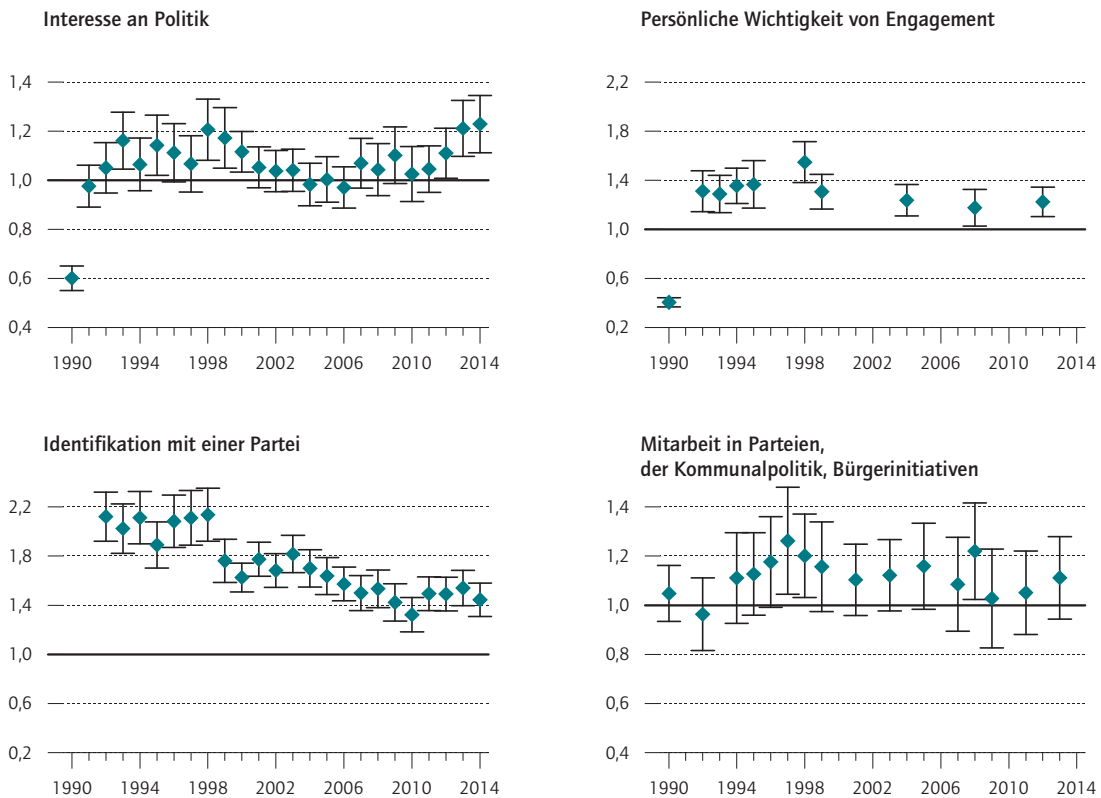 Interesse an Politik
1,4
1,2
1,0
0,8
0,6
0,4
1990 1994 1998 2002 2006 2010 2014
Persönliche Wichtigkeit von Engagement
2,2
1,8
1,4
1,0
0,6
0,2
1990 1994 1998 2002 2006 2010 2014
Identifikation mit einer Partei
2,2
1,8
1,4
1,0
0,6
0,2
1990 1994 1998 2002 2006 2010 2014
Mitarbeit in Parteien,
der Kommunalpolitik, Bürgerinitiativen
1,4
1,2
1,0
0,8
0,6
0,4
1990 1994 1998 2002 2006 2010 2014